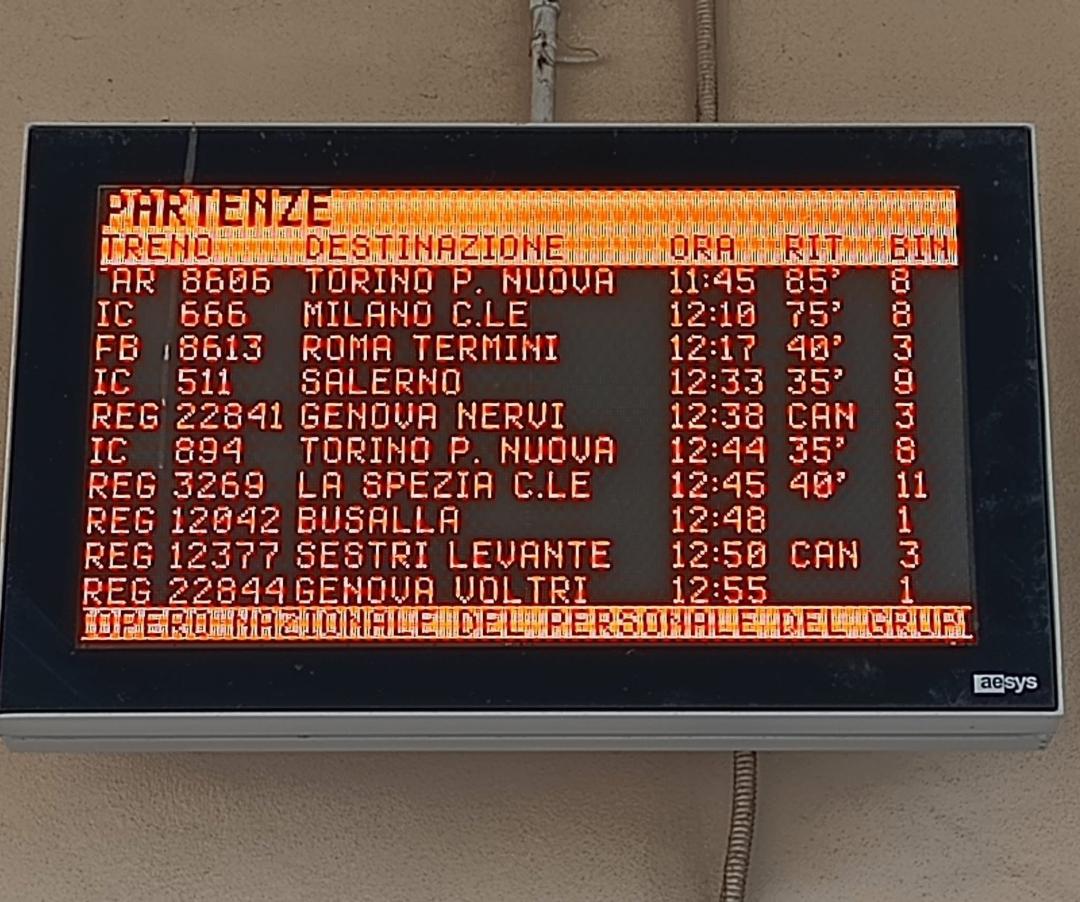 PARTENZE
TRENO DESTINAZIONE ORA RIT BIN
AR 8606 TORINO P. NUOVA 11:45 85' 8
IC 666 MILANO C.LE 12:10 75' 8
FB 8613 ROMA TERMINI 12:17 40' 3
IC 511 SALERNO 12:33 35' 9
REG 22841 GENOVA NERVI 12:38 CAN 3
IC 894 TORINO P. NUOVA 12:44 35' 8
REG 3269 LA SPEZIA C.LE 12:45 40' 11
REG 12042 BUSALLA 12:48 1
REG 12377 SESTRI LEVANTE 12:50 CAN 3
REG 22844 GENOVA VOLTRI 12:55 1
IOPERO NAZIONALE DEL PERSONALE DEL GRUP
aesys